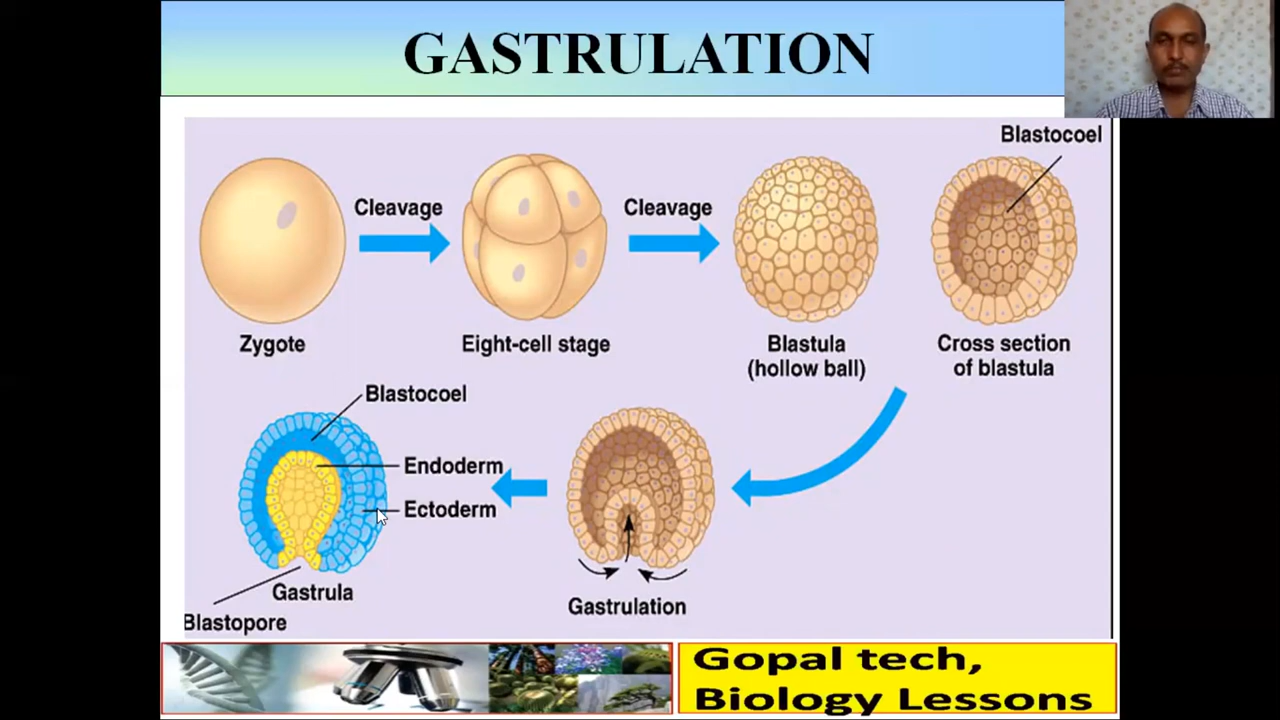 GASTRULATION
Blastocoel
Cleavage
Cleavage
Zygote
Eight-cell stage
Blastula
(hollow ball)
Cross section
of blastula
Blastocoel
Endoderm
Ectoderm
Gastrula
Blastopore
Gastrulation
Gopal tech,
Biology Lessons